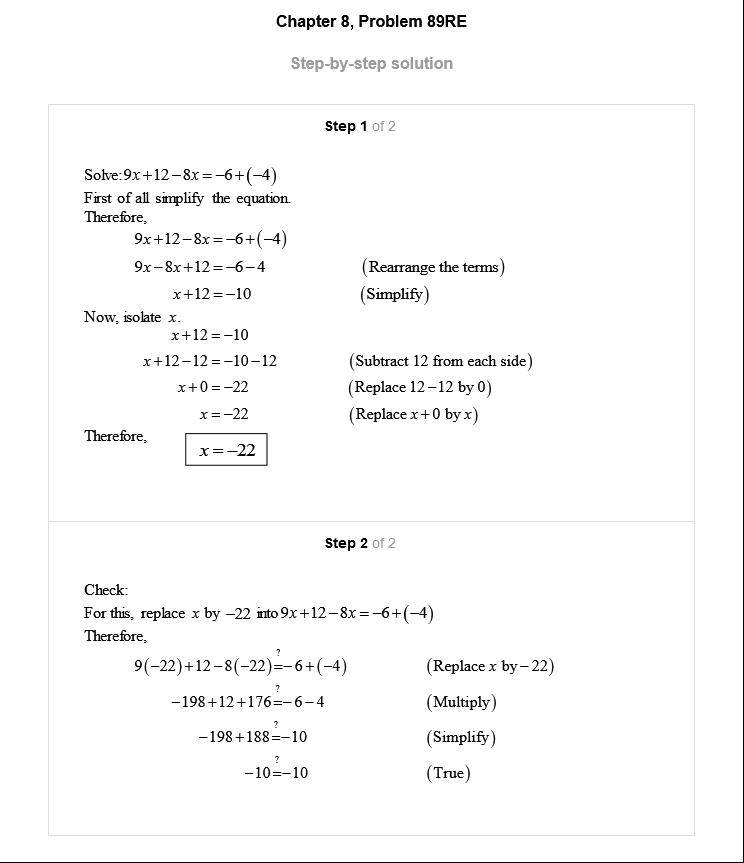 Chapter 8, Problem 89RE
Step-by-step solution
Step 1 of 2
Solve: 9x+12−8x=−6+(−4)
First of all simplify the equation.
Therefore,
9x+12−8x=−6+(−4)
9x−8x+12=−6−4 (Rearrange the terms)
x+12=−10 (Simplify)
Now, isolate x.
x+12=−10
x+12−12=−10−12 (Subtract 12 from each side)
x+0=−22 (Replace 12−12 by 0)
x=−22 (Replace x+0 by x)
Therefore,
x=−22
Step 2 of 2
Check:
For this, replace x by −22 into 9x+12−8x=−6+(−4)
Therefore,
9(−22)+12−8(−22)=?−6+(−4) (Replace x by −22)
−198+12+176=?−6−4 (Multiply)
−198+188=?−10 (Simplify)
−10=?−10 (True)